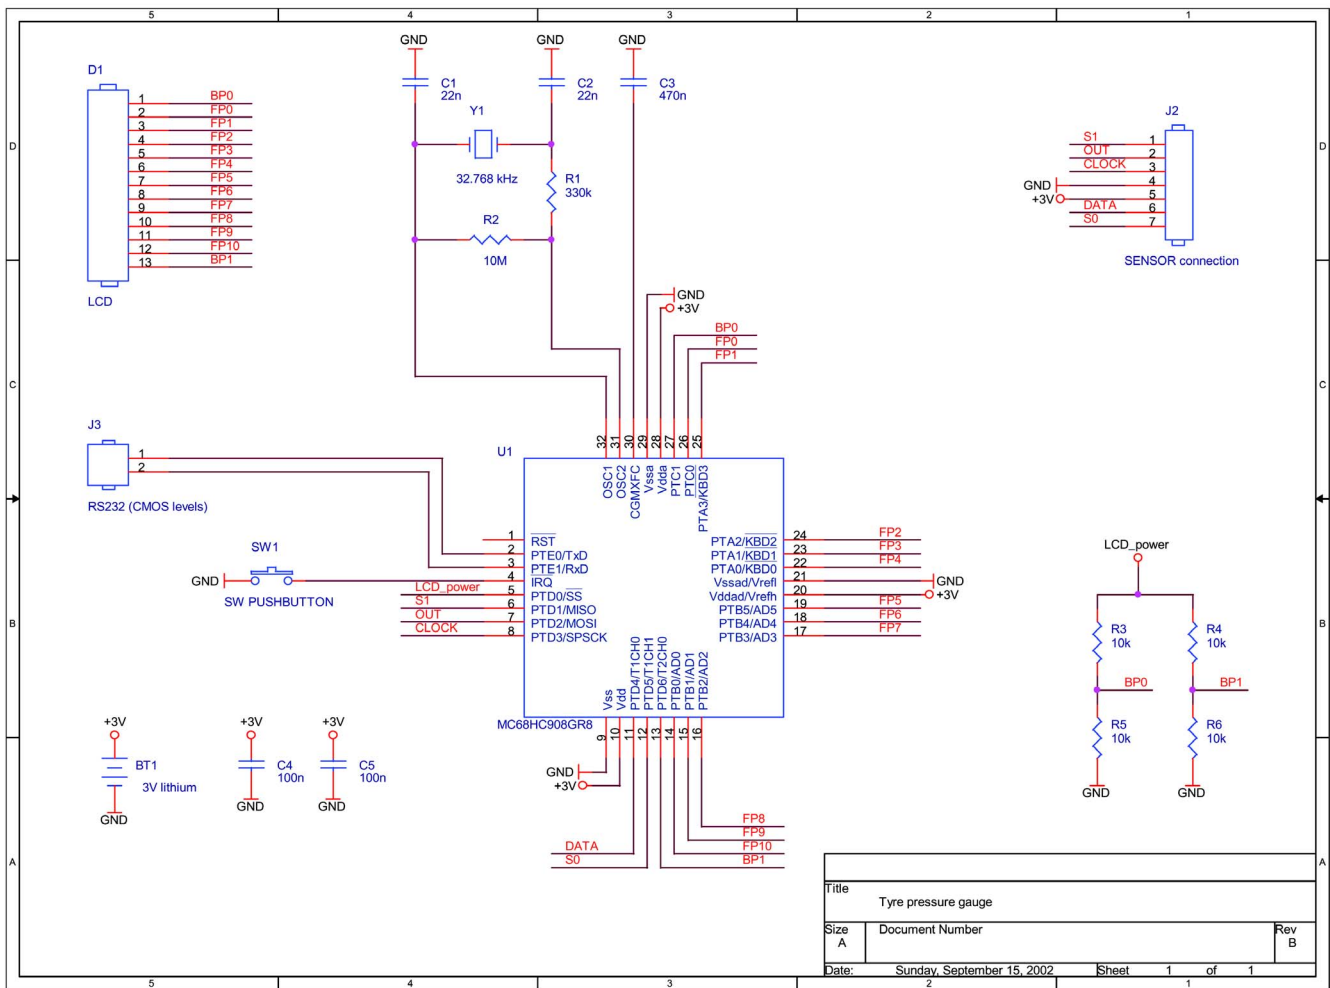 5 4 3 2 1
D
C
B
A
D
C
B
A
D1
1 BP0
2 FP0
3 FP1
4 FP2
5 FP3
6 FP4
7 FP5
8 FP6
9 FP7
10 FP8
11 FP9
12 FP10
13 BP1
LCD
GND GND GND
C1
22n
C2
22n
C3
470n
Y1
32.768 kHz
R1
330k
R2
10M
J2
S1 1
OUT 2
CLOCK 3
GND 4
+3V 5
DATA 6
S0 7
SENSOR connection
GND
+3V
BP0
FP0
FP1
J3
1
2
RS232 (CMOS levels)
U1
32 31 30 29 28 27 26 25
OSC1
OSC2
CGMXFC
Vssa
Vdda
PTC1
PTC0
PTA3/KBD3
1 RST
2 PTE0/TxD
3 PTE1/RxD
4 IRQ
LCD_power 5 PTD0/SS
S1 6 PTD1/MISO
OUT 7 PTD2/MOSI
CLOCK 8 PTD3/SPSCK
PTA2/KBD2 24 FP2
PTA1/KBD1 23 FP3
PTA0/KBD0 22 FP4
Vssad/Vrefl 21 GND
Vddad/Vrefh 20 +3V
PTB5/AD5 19 FP5
PTB4/AD4 18 FP6
PTB3/AD3 17 FP7
SW1
GND
SW PUSHBUTTON
Vss
Vdd
PTD4/T1CH0
PTD5/T1CH1
PTD6/T2CH0
PTB0/AD0
PTB1/AD1
PTB2/AD2
MC68HC908GR8
9 10 11 12 13 14 15 16
GND
+3V
DATA
S0
FP8
FP9
FP10
BP1
LCD_power
R3
10k
R4
10k
BP0 BP1
R5
10k
R6
10k
GND GND
+3V +3V +3V
BT1
3V lithium
C4
100n
C5
100n
GND GND GND
Title
Tyre pressure gauge
Size
A
Document Number
Rev
B
Date: Sunday, September 15, 2002 Sheet 1 of 1
5 4 3 2 1